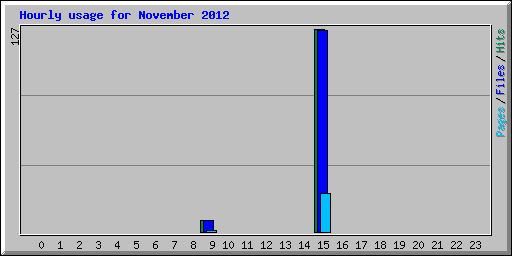 Hourly usage for November 2012
127
Pages/Files/Hits
0 1 2 3 4 5 6 7 8 9 10 11 12 13 14 15 16 17 18 19 20 21 22 23